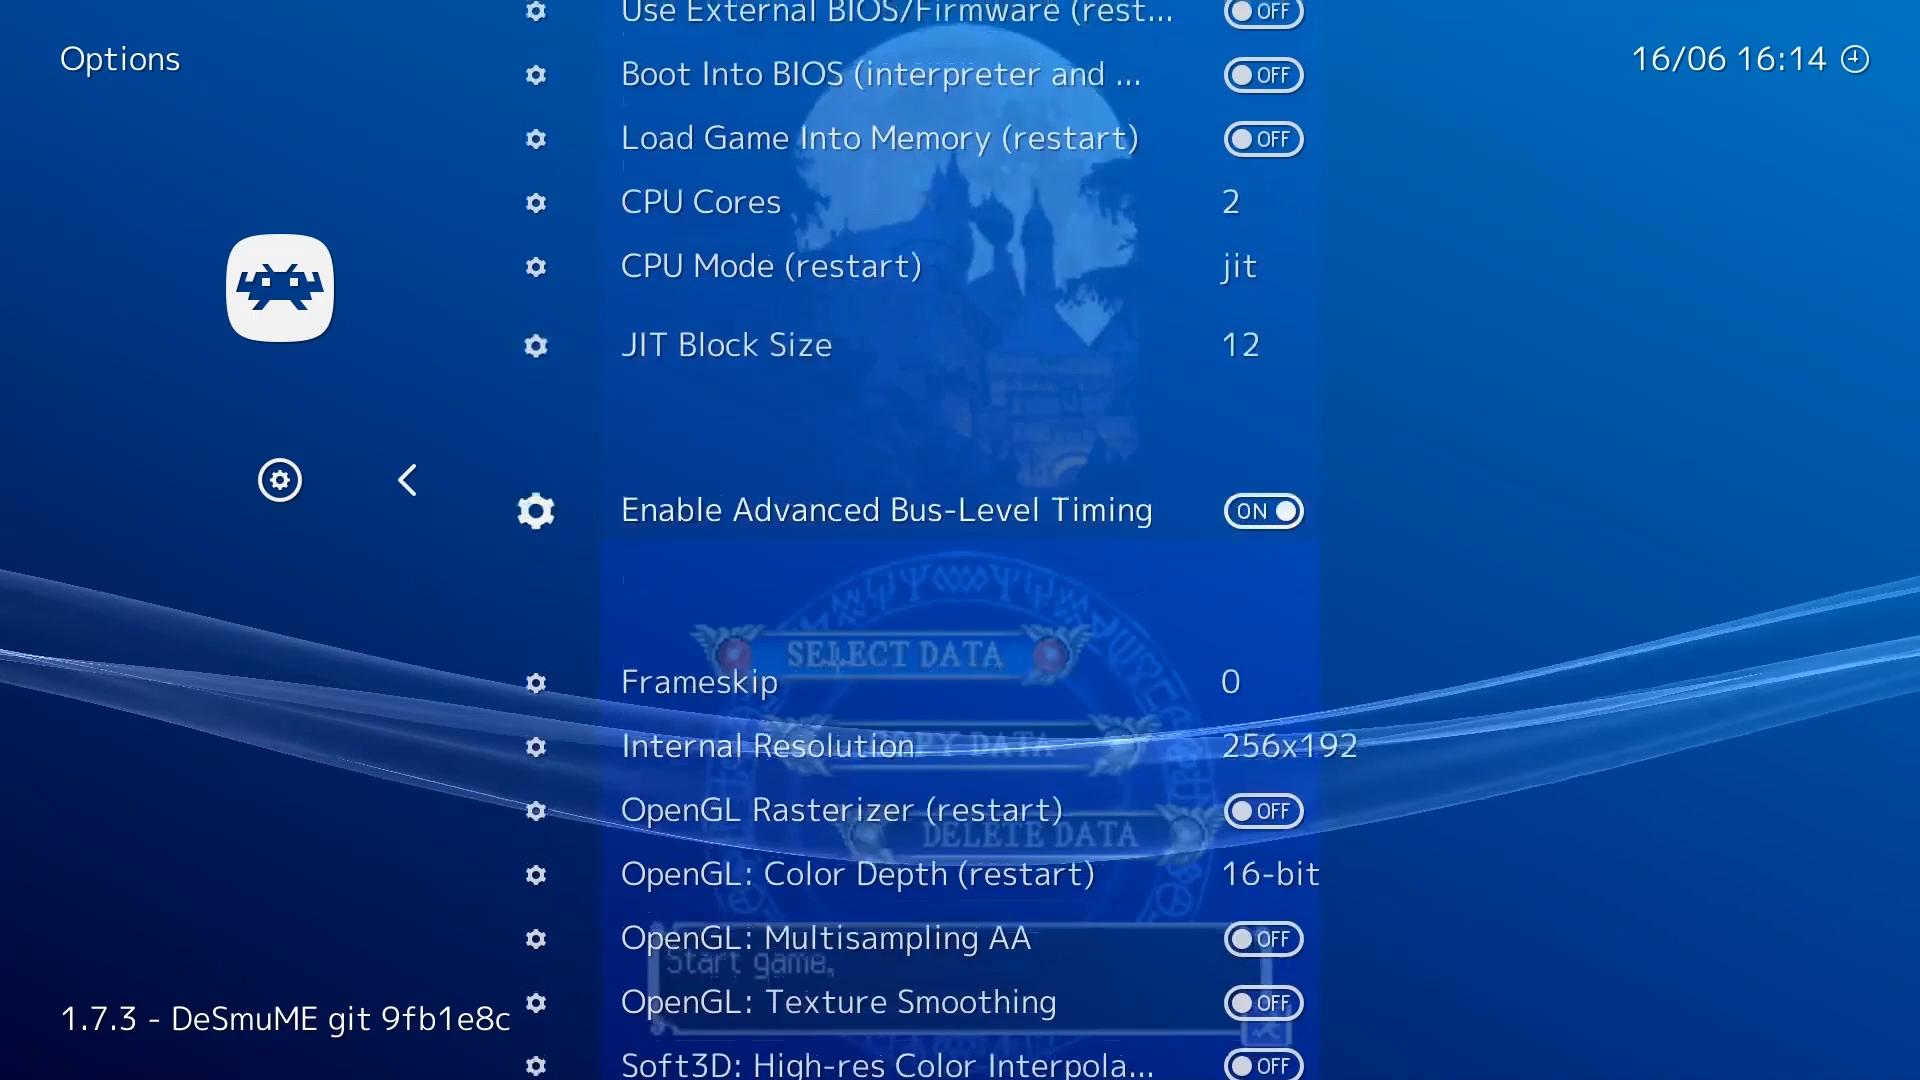 Use External BIOS/Firmware (rest... OFF
Options
16/06 16:14
Boot Into BIOS (interpreter and ... OFF
Load Game Into Memory (restart) OFF
CPU Cores 2
CPU Mode (restart) jit
JIT Block Size 12
Enable Advanced Bus-Level Timing ON
SELECT DATA
Frameskip 0
Internal Resolution 256x192
COPY DATA
OpenGL Rasterizer (restart) OFF
DELETE DATA
OpenGL: Color Depth (restart) 16-bit
OpenGL: Multisampling AA OFF
Start game.
OpenGL: Texture Smoothing OFF
1.7.3 - DeSmuME git 9fb1e8c
Soft3D: High-res Color Interpola... OFF